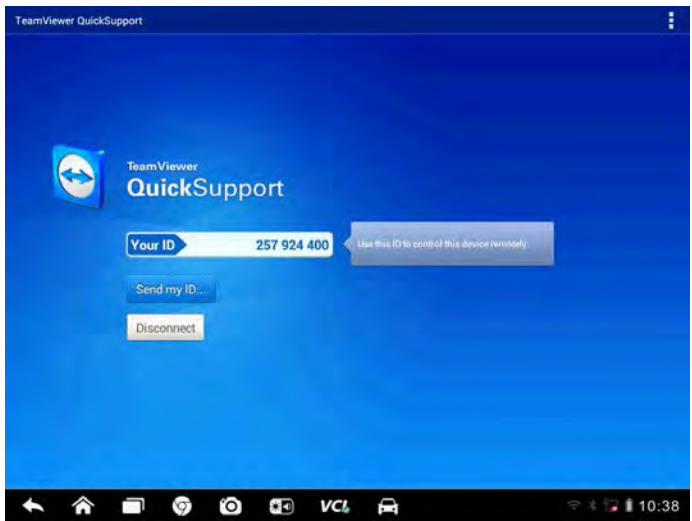 TeamViewer QuickSupport
TeamViewer
QuickSupport
Your ID 257 924 400
Use this ID to control this device remotely.
Send my ID...
Disconnect
VCI
10:38